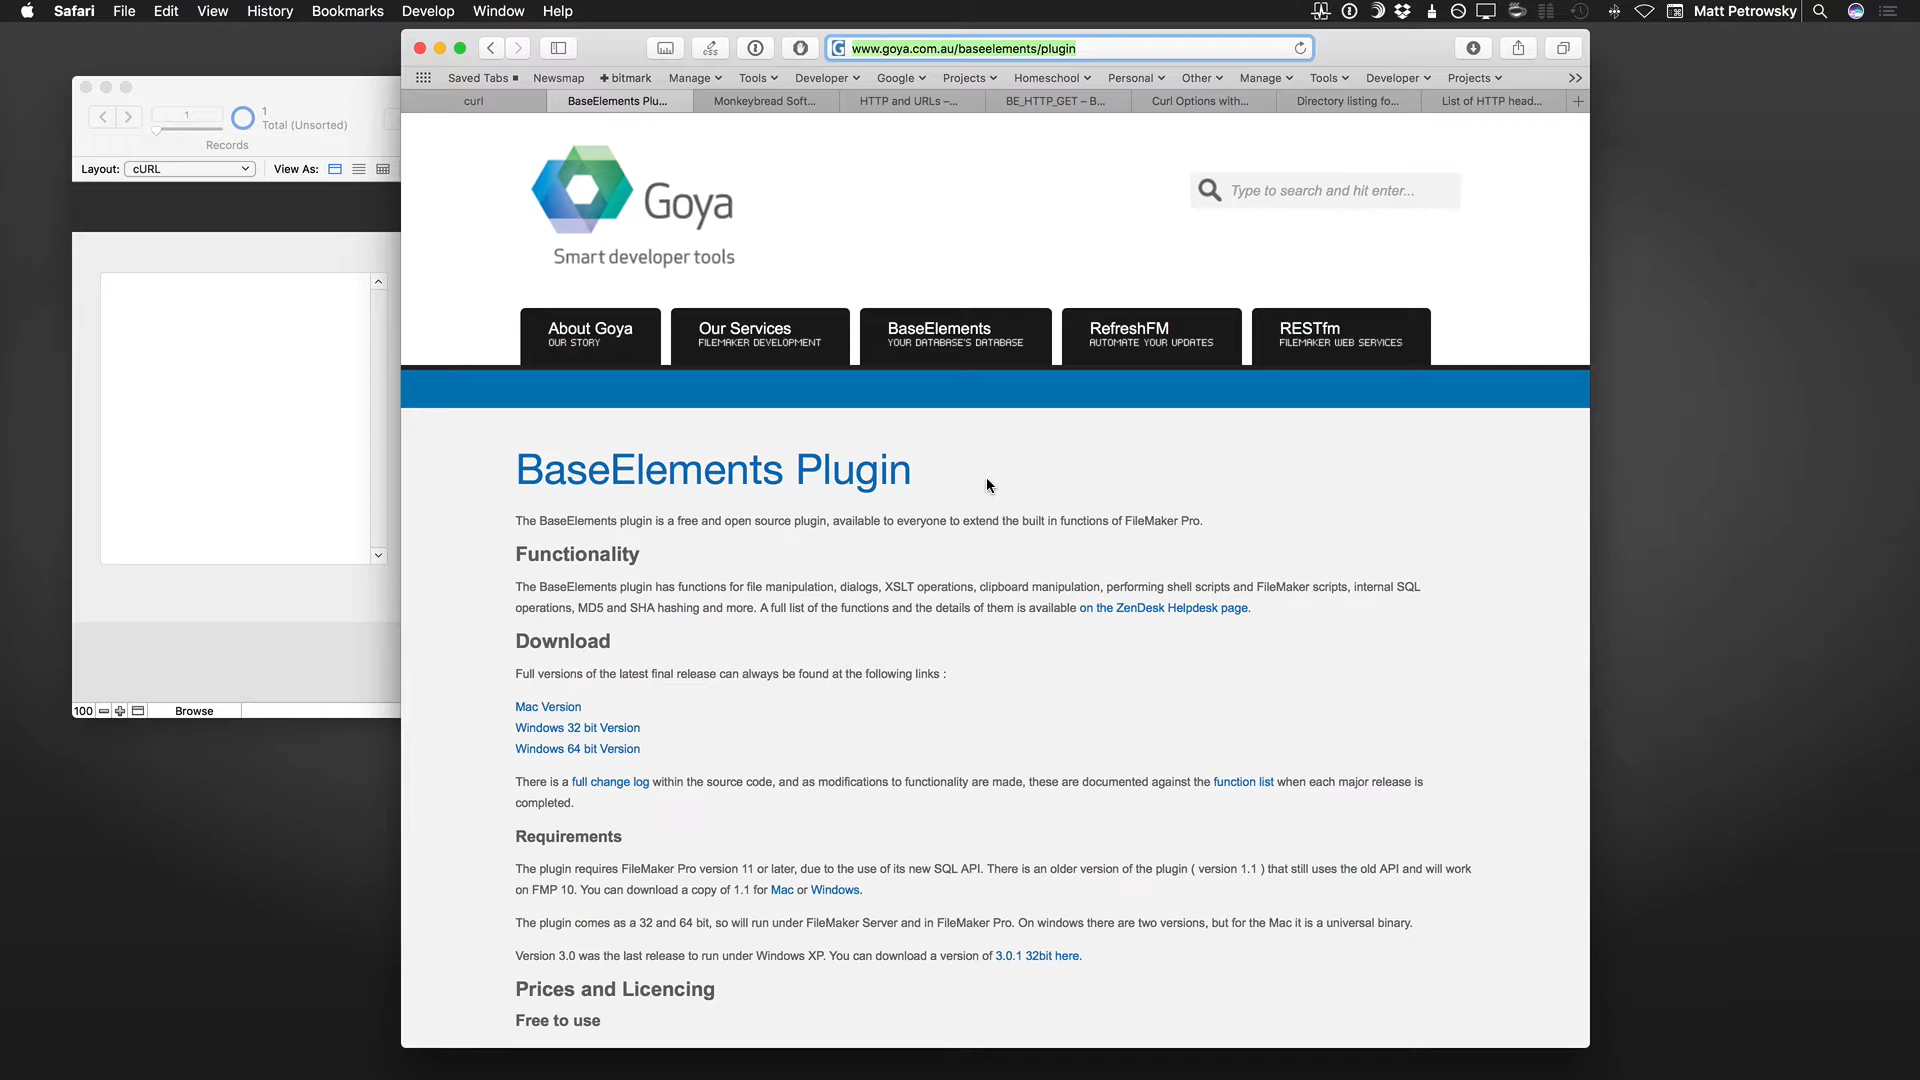 Safari File Edit View History Bookmarks Develop Window Help Matt Petrowsky
www.goya.com.au/baseelements/plugin
css
Saved Tabs Newsmap bitmark Manage Tools Developer Google Projects Homeschool Personal Other Manage Tools Developer Projects
curl BaseElements Plu... Monkeybread Soft... HTTP and URLs –... BE_HTTP_GET – B... Curl Options with... Directory listing fo... List of HTTP head...
1 1
Total (Unsorted)
Records
Layout: cURL View As:
100 Browse
Goya
Smart developer tools
Type to search and hit enter...
About Goya
OUR STORY
Our Services
FILEMAKER DEVELOPMENT
BaseElements
YOUR DATABASE'S DATABASE
RefreshFM
AUTOMATE YOUR UPDATES
RESTfm
FILEMAKER WEB SERVICES
BaseElements Plugin
The BaseElements plugin is a free and open source plugin, available to everyone to extend the built in functions of FileMaker Pro.
Functionality
The BaseElements plugin has functions for file manipulation, dialogs, XSLT operations, clipboard manipulation, performing shell scripts and FileMaker scripts, internal SQL
operations, MD5 and SHA hashing and more. A full list of the functions and the details of them is available on the ZenDesk Helpdesk page.
Download
Full versions of the latest final release can always be found at the following links :
Mac Version
Windows 32 bit Version
Windows 64 bit Version
There is a full change log within the source code, and as modifications to functionality are made, these are documented against the function list when each major release is
completed.
Requirements
The plugin requires FileMaker Pro version 11 or later, due to the use of its new SQL API. There is an older version of the plugin ( version 1.1 ) that still uses the old API and will work
on FMP 10. You can download a copy of 1.1 for Mac or Windows.
The plugin comes as a 32 and 64 bit, so will run under FileMaker Server and in FileMaker Pro. On windows there are two versions, but for the Mac it is a universal binary.
Version 3.0 was the last release to run under Windows XP. You can download a version of 3.0.1 32bit here.
Prices and Licencing
Free to use